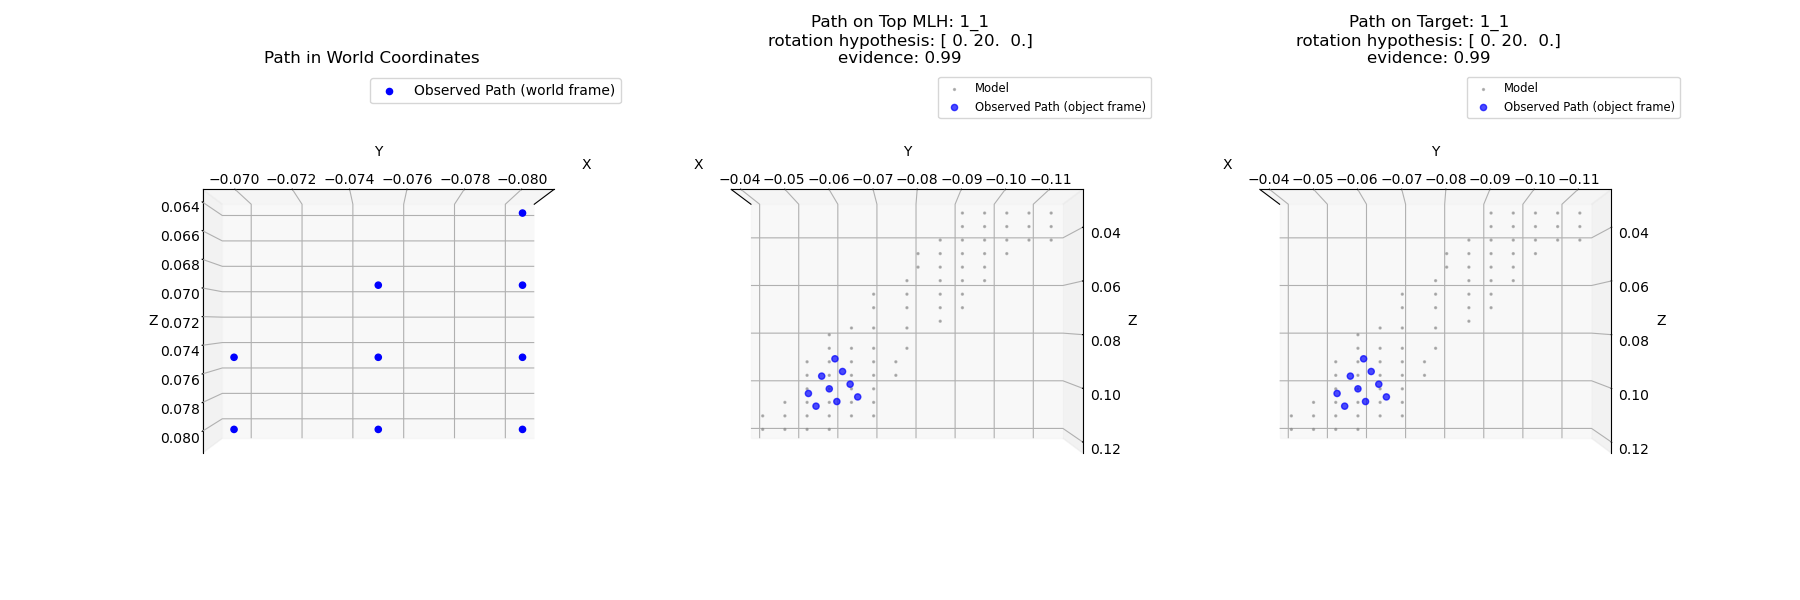 Path in World Coordinates
Observed Path (world frame)
Y
X
−0.070 −0.072 −0.074 −0.076 −0.078 −0.080
0.064
0.066
0.068
0.070
Z 0.072
0.074
0.076
0.078
0.080
Path on Top MLH: 1_1
rotation hypothesis: [ 0. 20.  0.]
evidence: 0.99
Model
Observed Path (object frame)
X
Y
−0.04 −0.05 −0.06 −0.07 −0.08 −0.09 −0.10 −0.11
0.04
0.06
Z
0.08
0.10
0.12
Path on Target: 1_1
rotation hypothesis: [ 0. 20.  0.]
evidence: 0.99
Model
Observed Path (object frame)
X
Y
−0.04 −0.05 −0.06 −0.07 −0.08 −0.09 −0.10 −0.11
0.04
0.06
Z
0.08
0.10
0.12